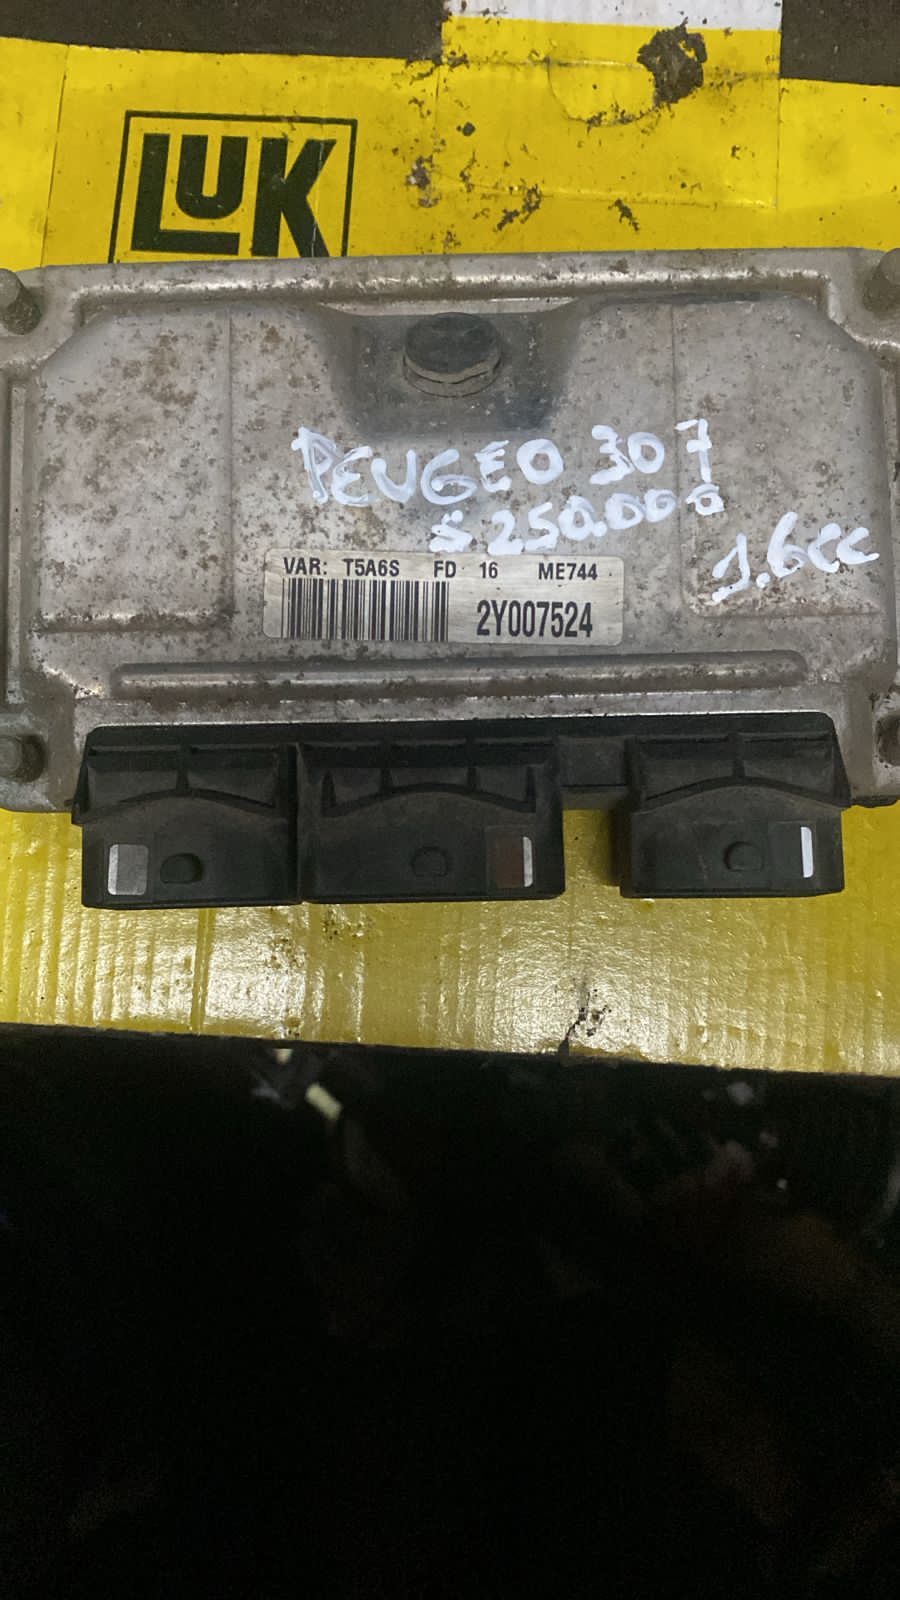 LUK
PEUGEO 307
$250.000
1.6cc
VAR: T5A6S FD 16 ME744
2Y007524